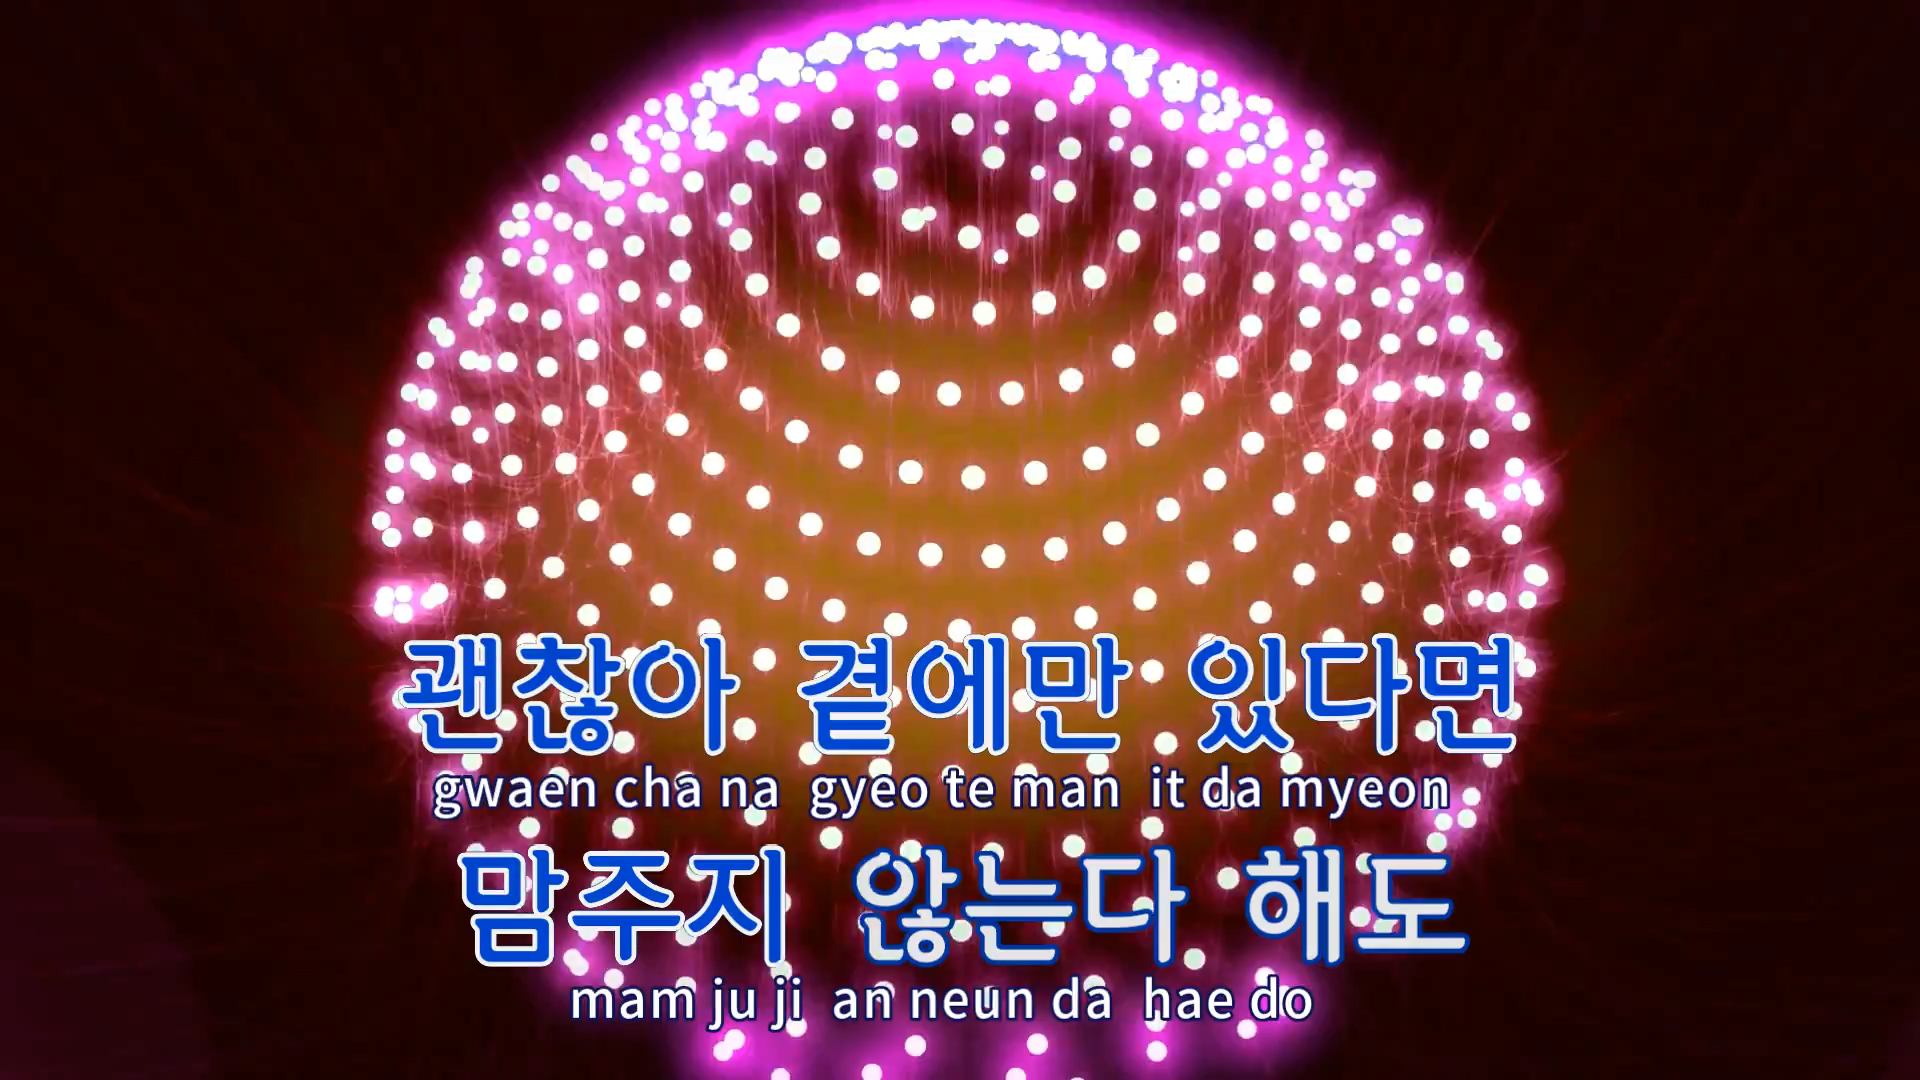 괜찮아 곁에만 있다면
gwaen cha na gyeo te man it da myeon
맘주지 않는다 해도
mam ju ji an neun da hae do